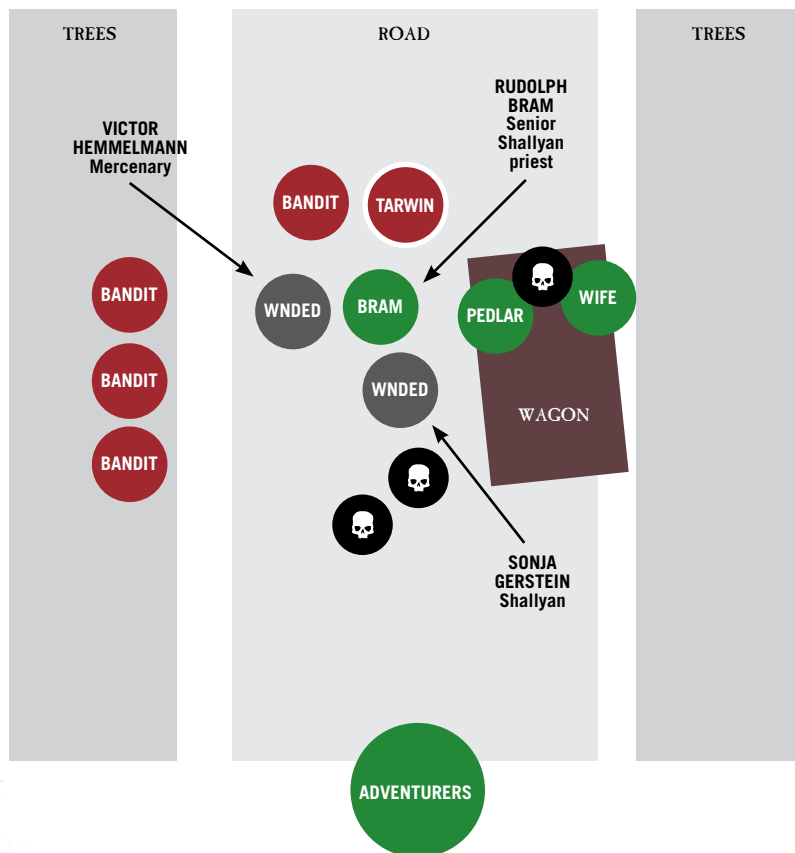 TREES
ROAD
TREES
VICTOR
HEMMELMANN
Mercenary
RUDOLPH
BRAM
Senior
Shallyan
priest
BANDIT
TARWIN
BANDIT
WNDED
BRAM
PEDLAR
WIFE
BANDIT
WNDED
WAGON
BANDIT
SONJA
GERSTEIN
Shallyan
ADVENTURERS